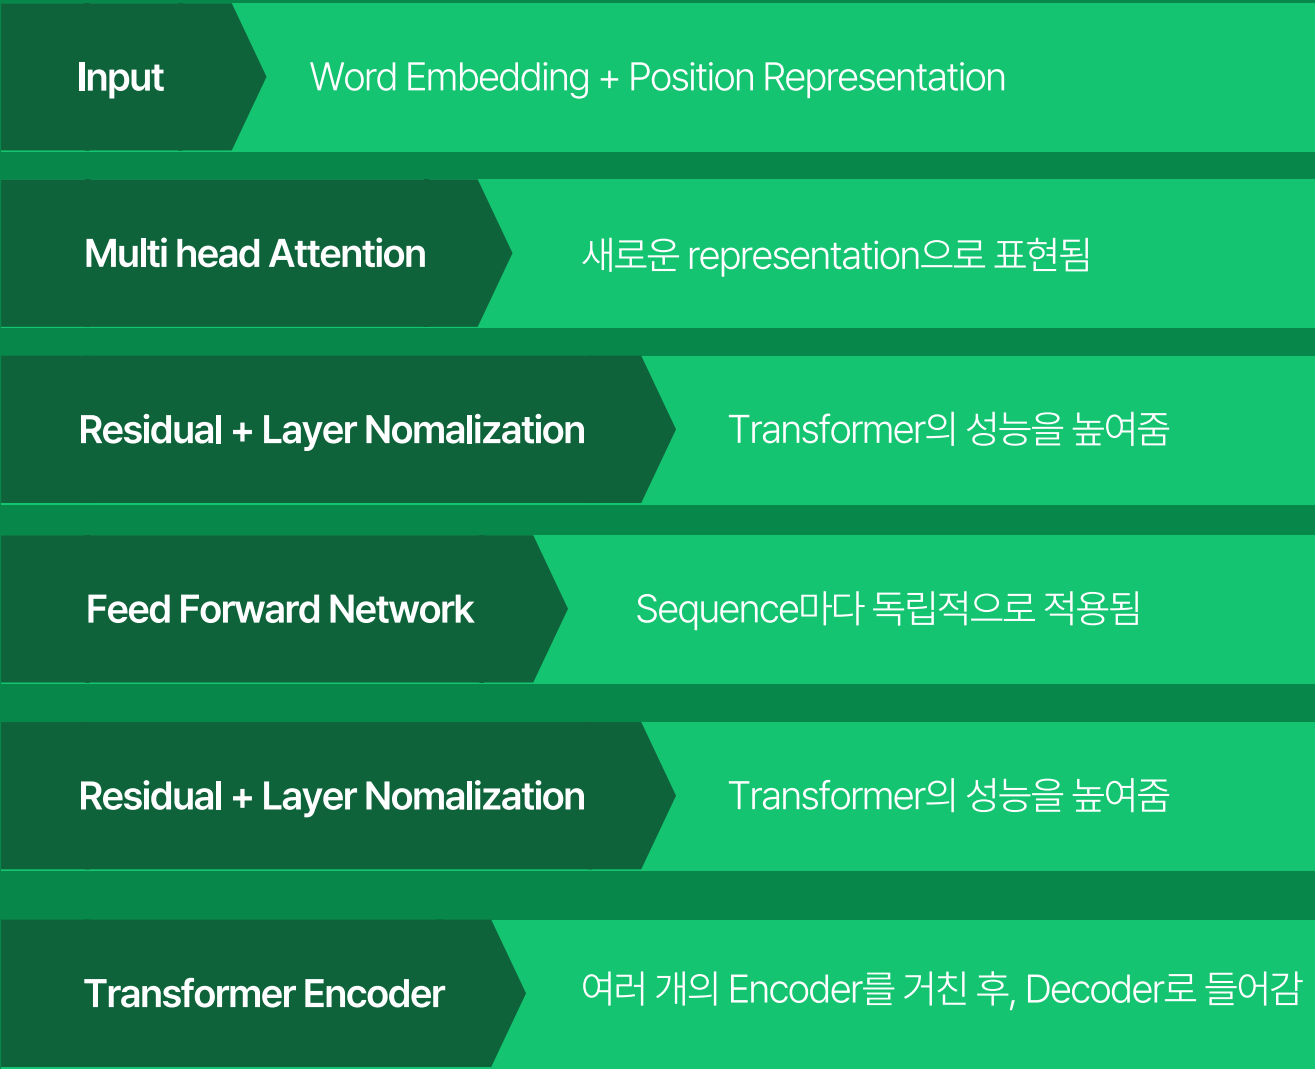 Input
Word Embedding + Position Representation
Multi head Attention
새로운 representation으로 표현됨
Residual + Layer Nomalization
Transformer의 성능을 높여줌
Feed Forward Network
Sequence마다 독립적으로 적용됨
Residual + Layer Nomalization
Transformer의 성능을 높여줌
Transformer Encoder
여러 개의 Encoder를 거친 후, Decoder로 들어감